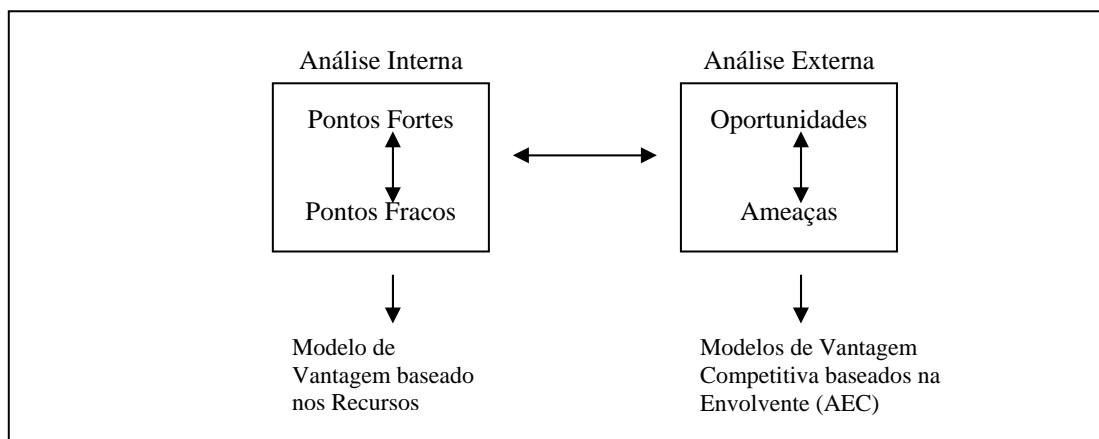 Análise Interna
Pontos Fortes
Pontos Fracos
Modelo de
Vantagem baseado
nos Recursos
Análise Externa
Oportunidades
Ameaças
Modelos de Vantagem
Competitiva baseados na
Envolvente (AEC)